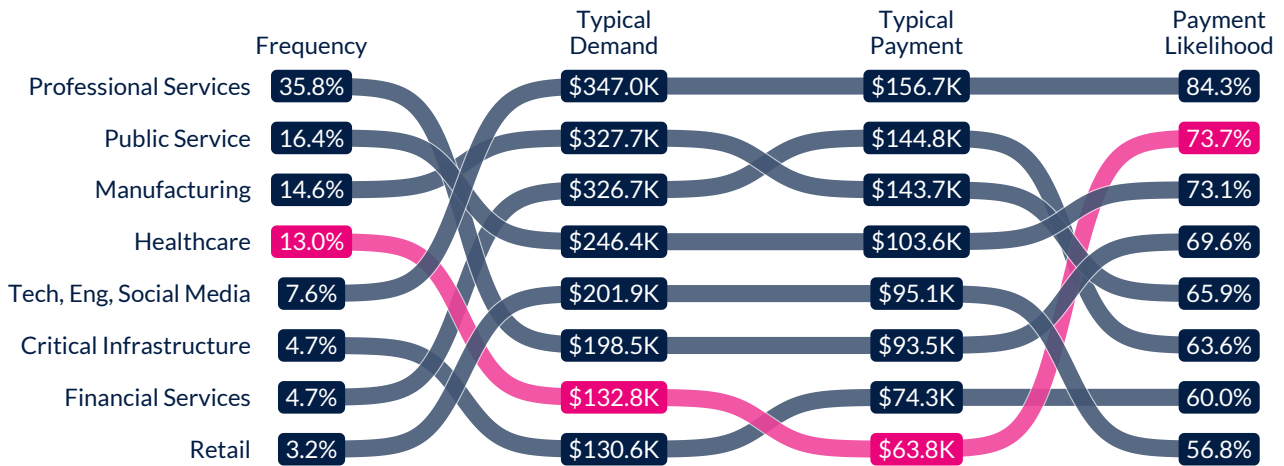 Frequency
Typical
Demand
Typical
Payment
Payment
Likelihood
Professional Services 35.8% $347.0K $156.7K 84.3%
Public Service 16.4% $327.7K $144.8K 73.7%
Manufacturing 14.6% $326.7K $143.7K 73.1%
Healthcare 13.0% $246.4K $103.6K 69.6%
Tech, Eng, Social Media 7.6% $201.9K $95.1K 65.9%
Critical Infrastructure 4.7% $198.5K $93.5K 63.6%
Financial Services 4.7% $132.8K $74.3K 60.0%
Retail 3.2% $130.6K $63.8K 56.8%